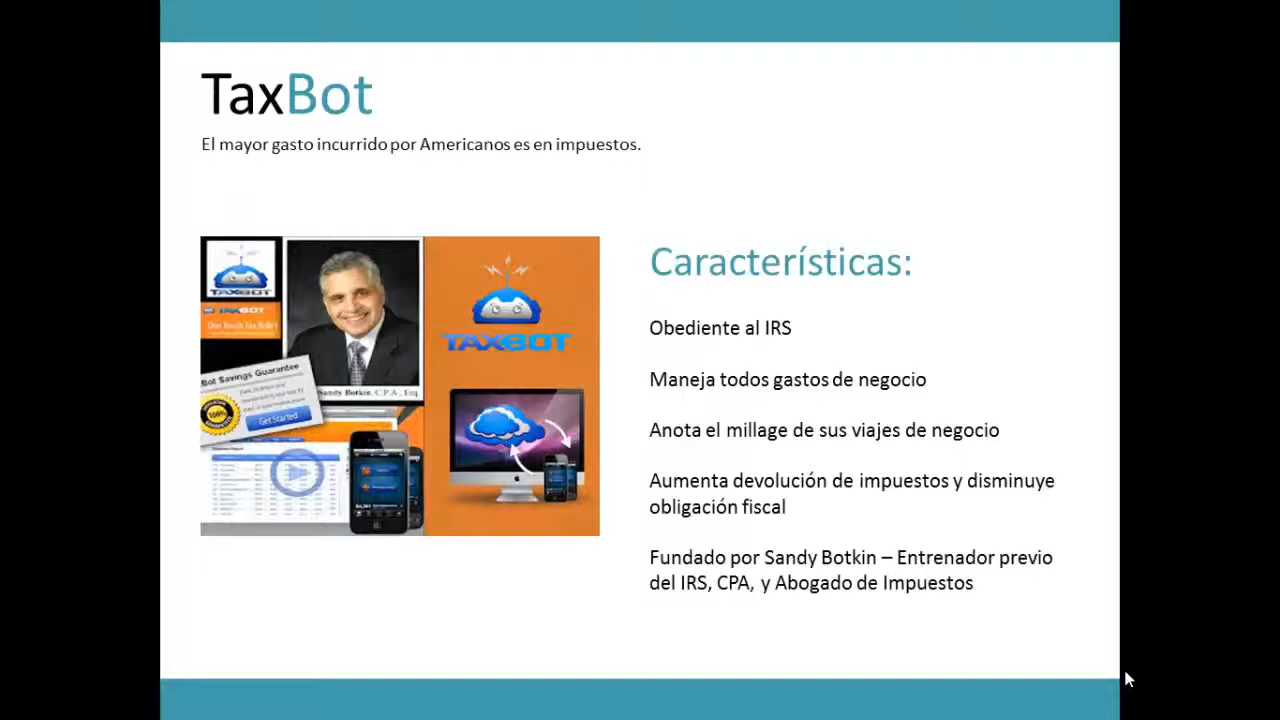 TaxBot
El mayor gasto incurrido por Americanos es en impuestos.
TAXBOT
TAXBOT
Bot Savings Guarantee
100%
Get Started
Sandy Botkin, C.P.A., Esq.
TAXBOT
Características:
Obediente al IRS
Maneja todos gastos de negocio
Anota el millage de sus viajes de negocio
Aumenta devolución de impuestos y disminuye
obligación fiscal
Fundado por Sandy Botkin – Entrenador previo
del IRS, CPA, y Abogado de Impuestos